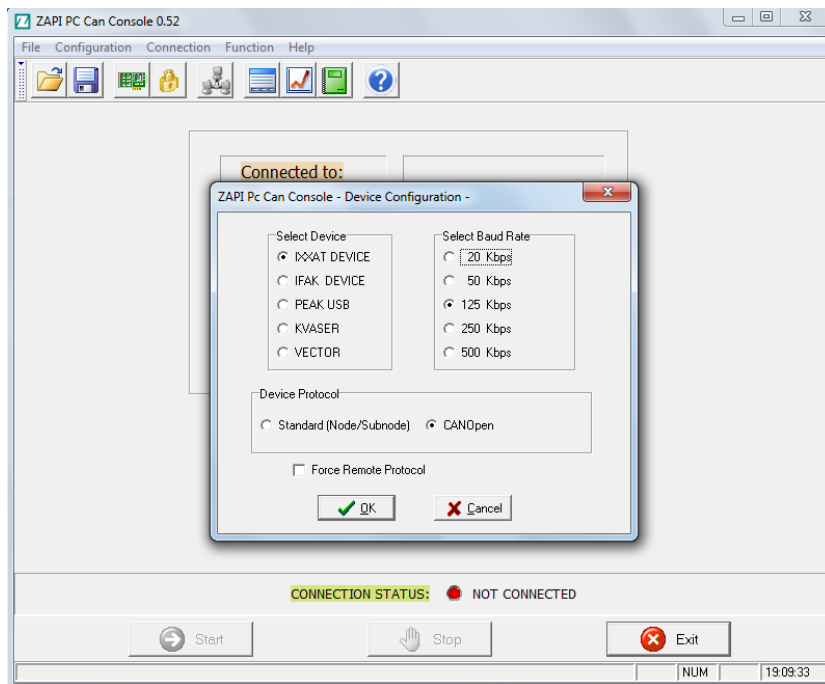 ZAPI PC Can Console 0.52
File Configuration Connection Function Help
Connected to:
ZAPI Pc Can Console - Device Configuration -
Select Device
IXXAT DEVICE
IFAK DEVICE
PEAK USB
KVASER
VECTOR
Select Baud Rate
20 Kbps
50 Kbps
125 Kbps
250 Kbps
500 Kbps
Device Protocol
Standard (Node/Subnode) CANOpen
Force Remote Protocol
OK Cancel
CONNECTION STATUS: NOT CONNECTED
Start Stop Exit
NUM 19:09:33